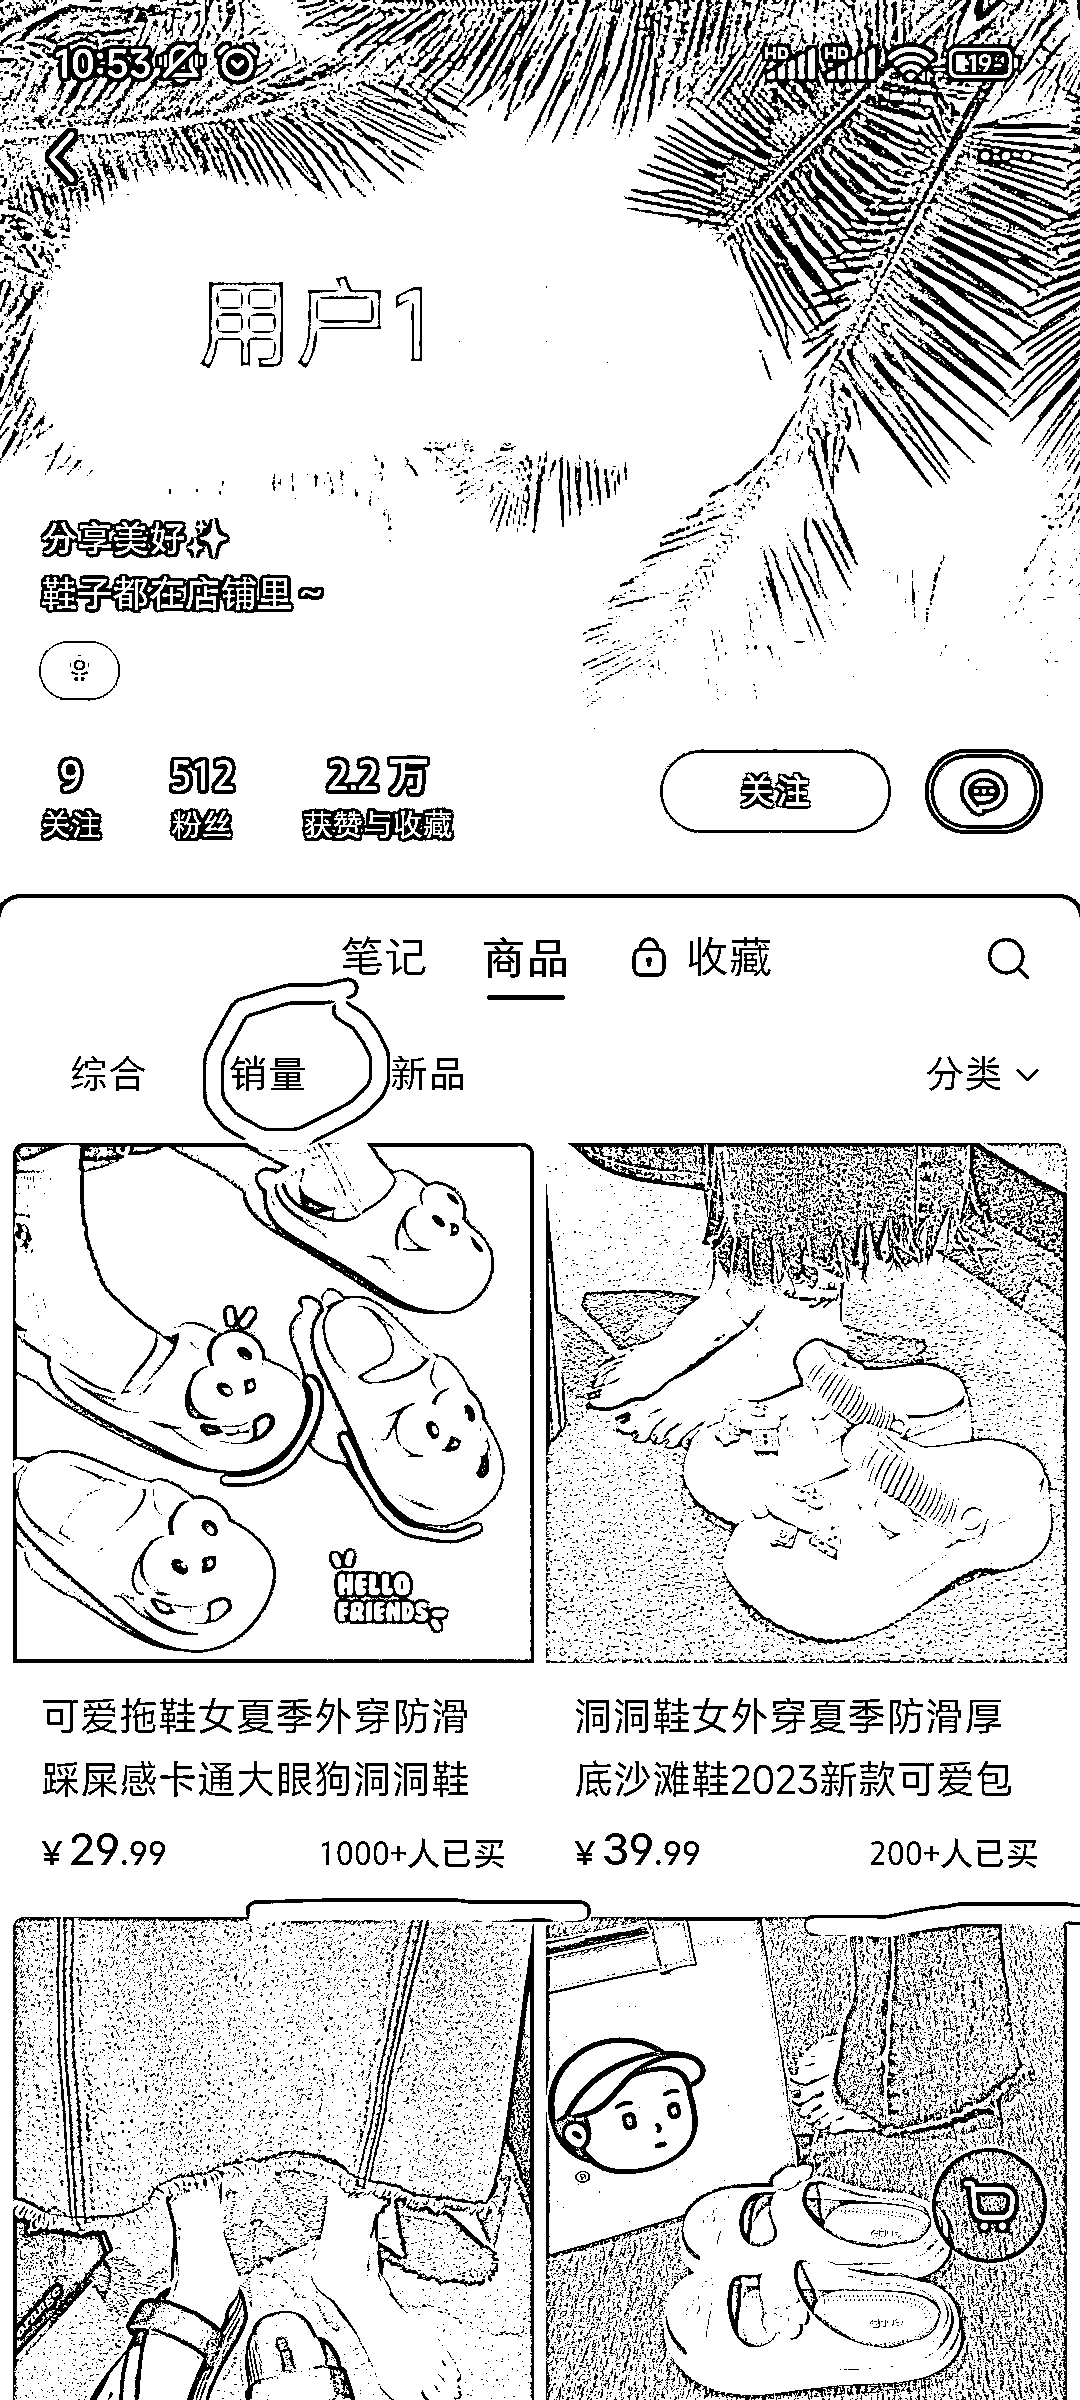 10:53 HD HD 19
用户1
分享美好✨
鞋子都在店铺里～
9 512 2.2万
关注 粉丝 获赞与收藏
关注
笔记 商品 收藏
综合 销量 新品 分类
HELLO
FRIENDS
可爱拖鞋女夏季外穿防滑
踩屎感卡通大眼狗洞洞鞋
¥29.99 1000+人已买
洞洞鞋女外穿夏季防滑厚
底沙滩鞋2023新款可爱包
¥39.99 200+人已买
®